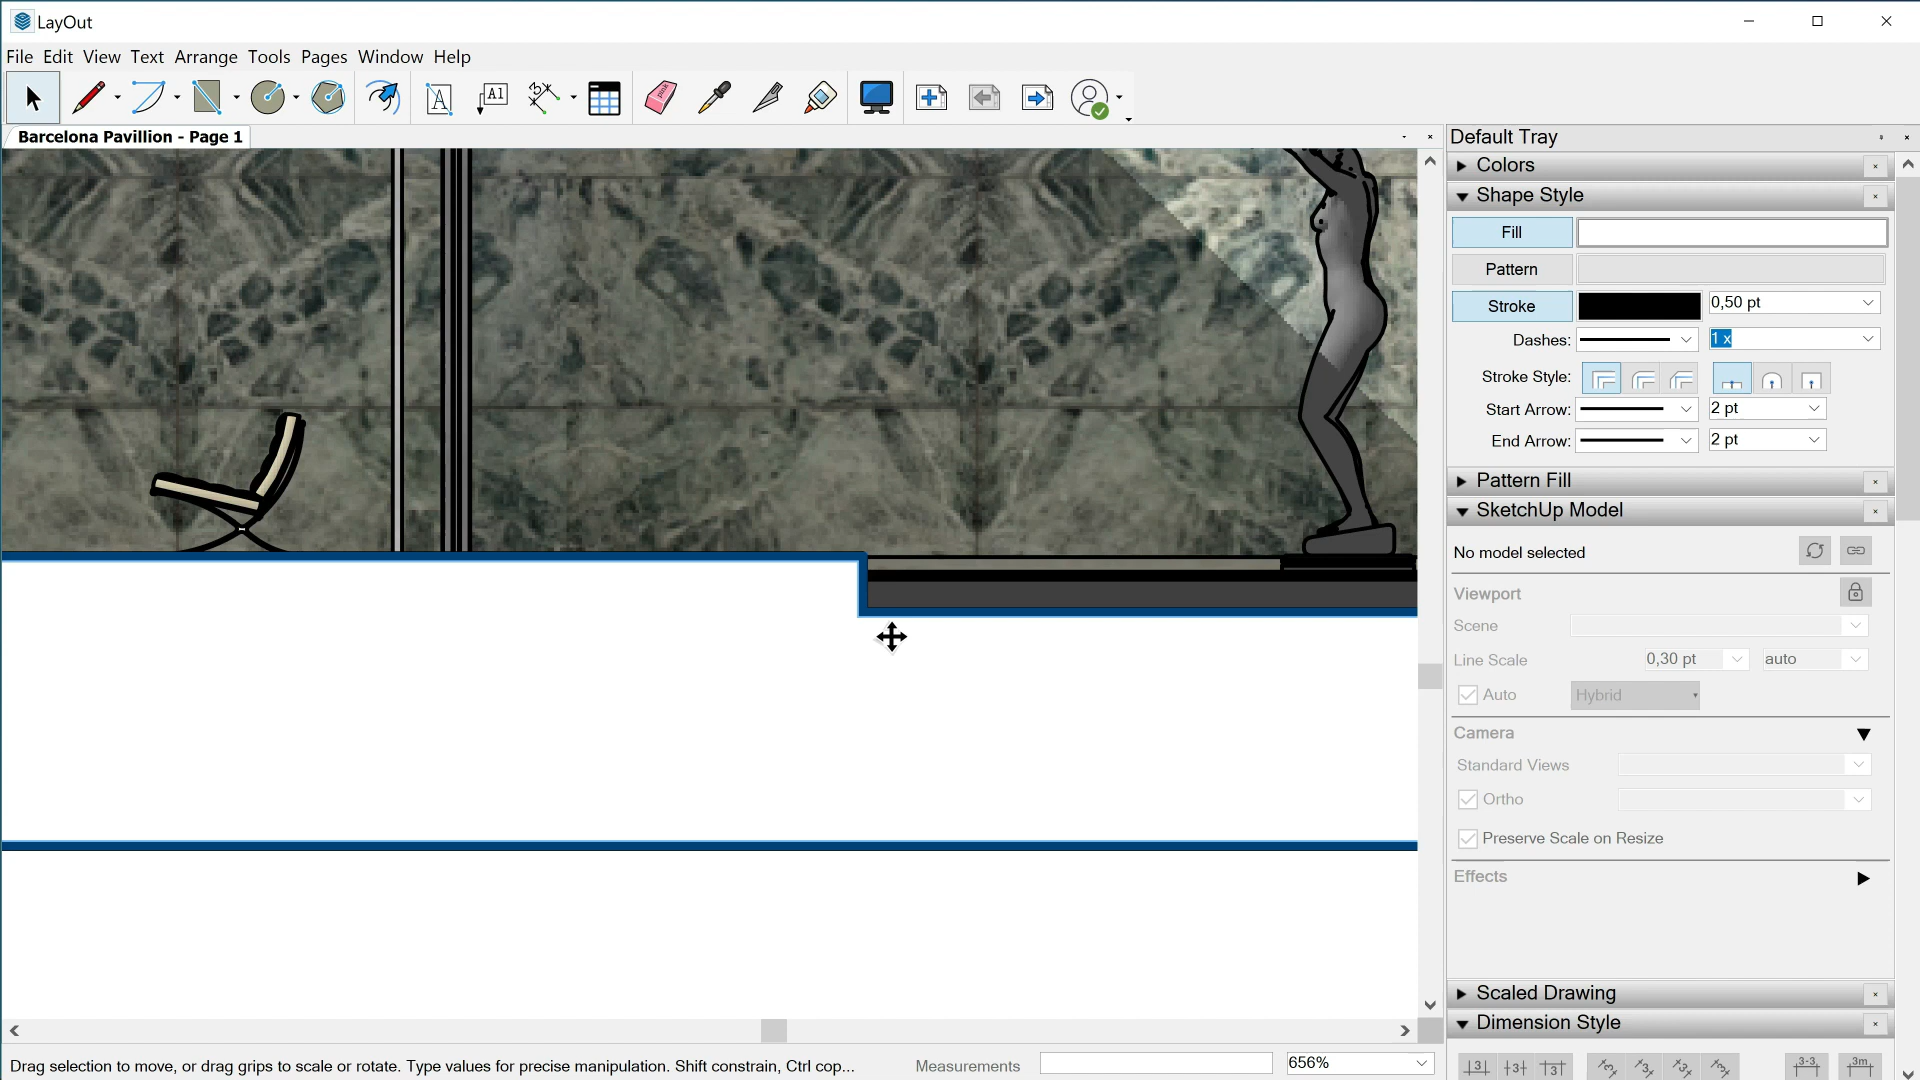 LayOut
File Edit View Text Arrange Tools Pages Window Help
Barcelona Pavillion - Page 1
Default Tray
Colors
Shape Style
Fill
Pattern
Stroke
0,50 pt
Dashes:
1 x
Stroke Style:
Start Arrow:
2 pt
End Arrow:
2 pt
Pattern Fill
SketchUp Model
No model selected
Viewport
Scene
Line Scale
0,30 pt
auto
Auto
Hybrid
Camera
Standard Views
Ortho
Preserve Scale on Resize
Effects
Scaled Drawing
Dimension Style
Drag selection to move, or drag grips to scale or rotate. Type values for precise manipulation. Shift constrain, Ctrl cop...
Measurements
656%